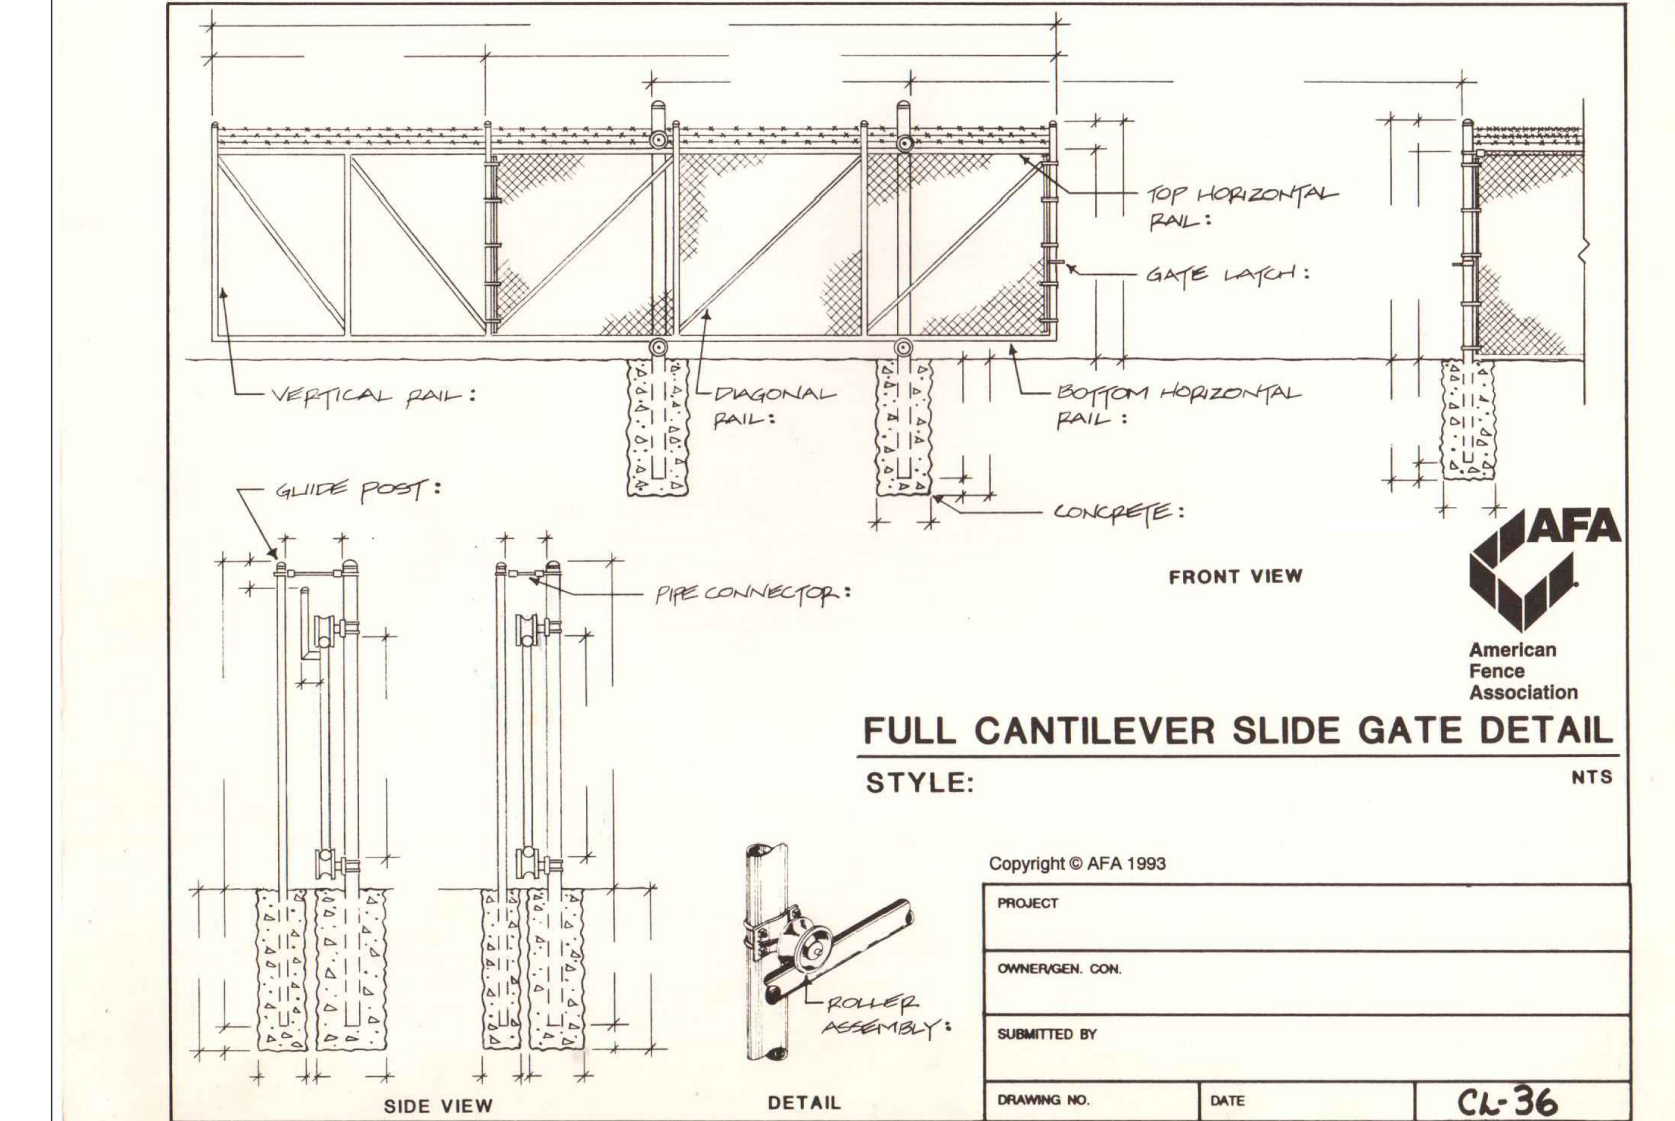 TOP HORIZONTAL
RAIL:
GATE LATCH:
VERTICAL RAIL:
DIAGONAL
RAIL:
BOTTOM HORIZONTAL
RAIL:
GUIDE POST:
CONCRETE:
PIPE CONNECTOR:
FRONT VIEW
AFA
American
Fence
Association
FULL CANTILEVER SLIDE GATE DETAIL
STYLE:
NTS
Copyright © AFA 1993
PROJECT
OWNER/GEN. CON.
SUBMITTED BY
DRAWING NO.
DATE
CL-36
ROLLER
ASSEMBLY:
SIDE VIEW
DETAIL